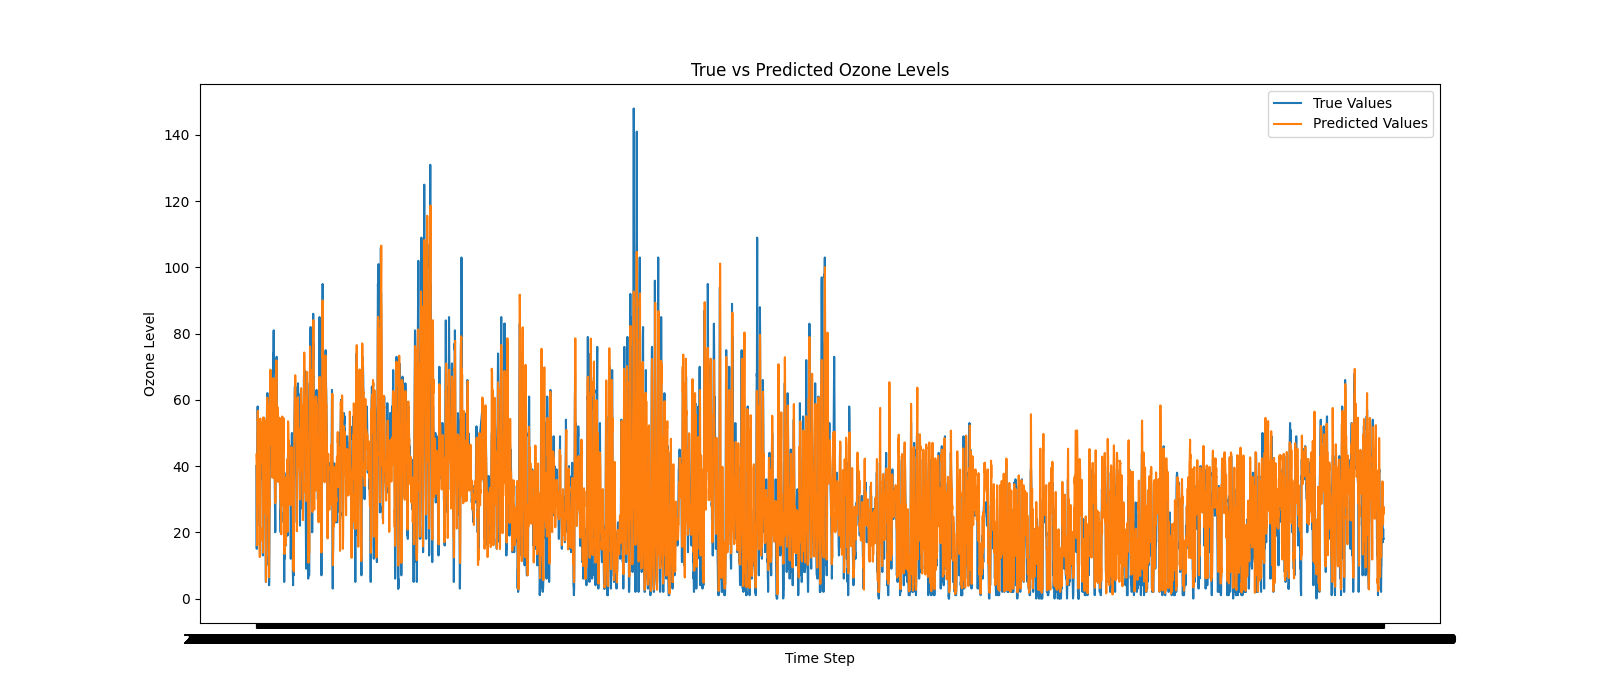 True vs Predicted Ozone Levels
True Values
Predicted Values
140
120
100
80
60
40
20
0
Ozone Level
Time Step